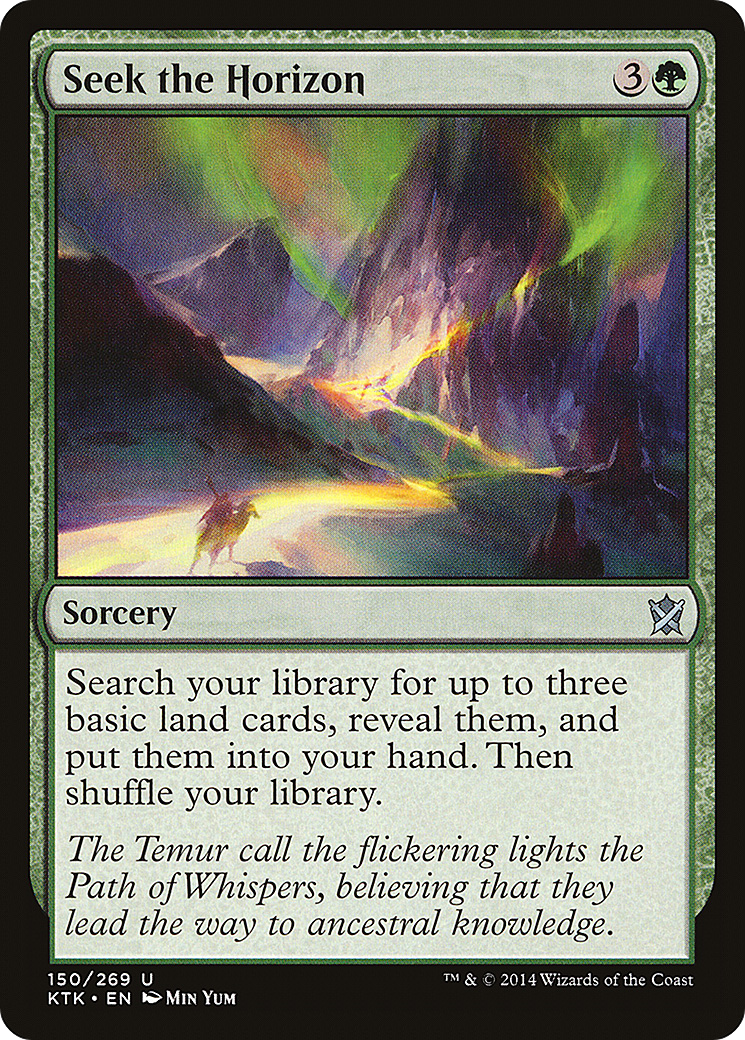 Seek the Horizon 3
Sorcery
Search your library for up to three
basic land cards, reveal them, and
put them into your hand. Then
shuffle your library.
The Temur call the flickering lights the
Path of Whispers, believing that they
lead the way to ancestral knowledge.
150/269 U
™ & © 2014 Wizards of the Coast
KTK • EN Min Yum